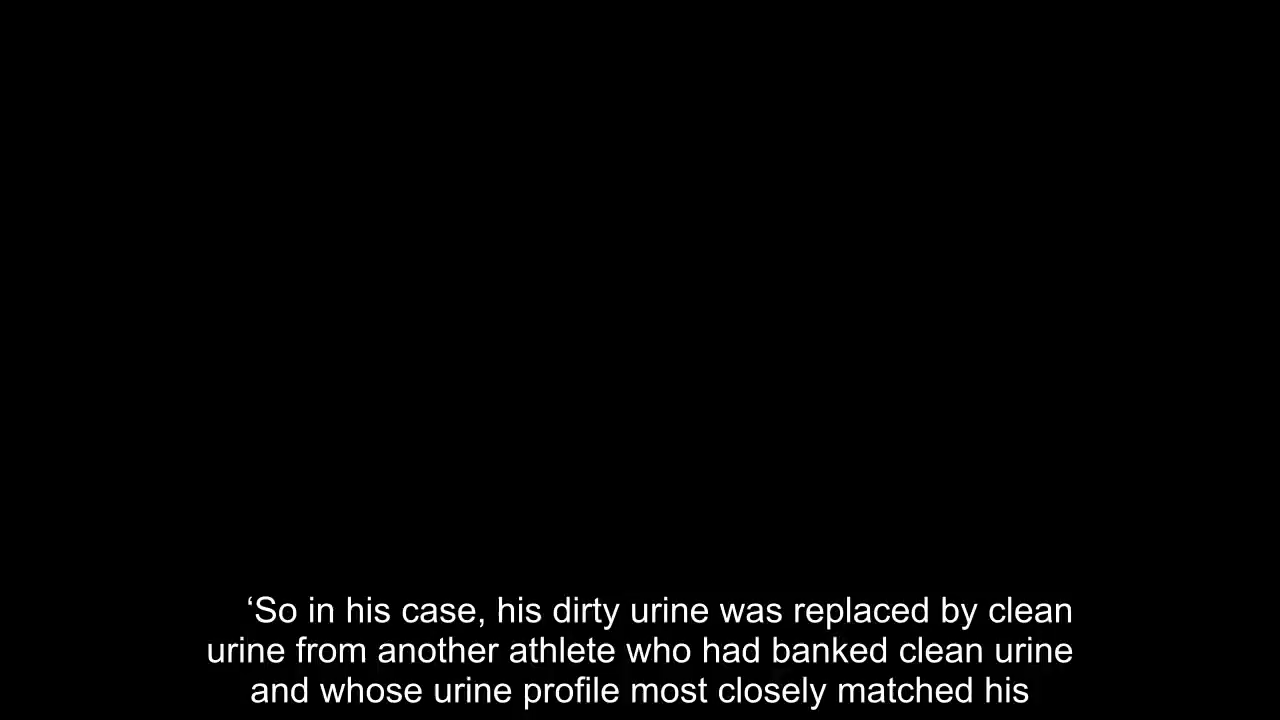 ‘So in his case, his dirty urine was replaced by clean
urine from another athlete who had banked clean urine
and whose urine profile most closely matched his